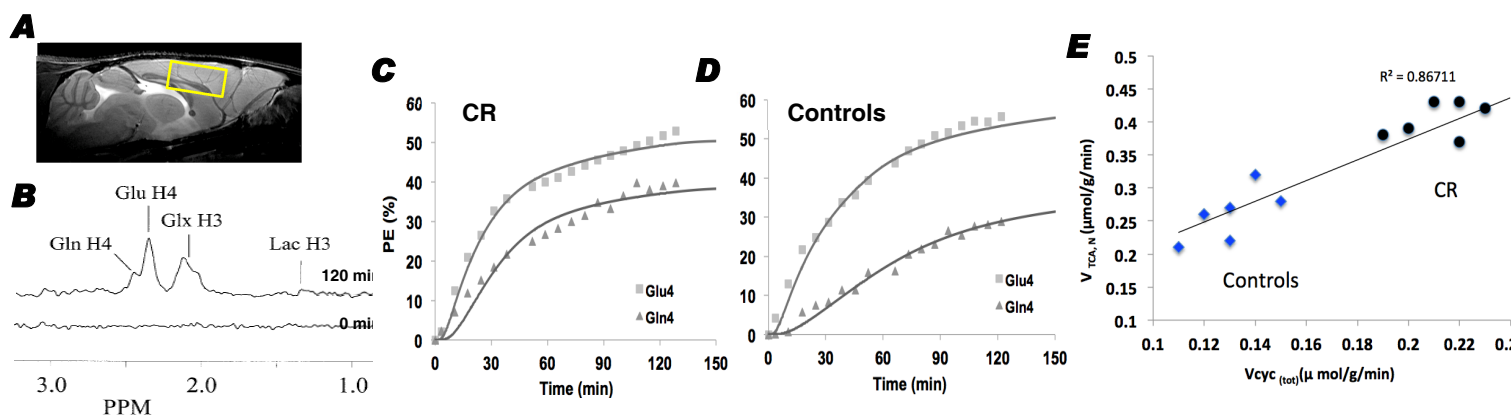 A
B
Glu H4
Glx H3
Gln H4
Lac H3
120 min
0 min
3.0 2.0 1.0
PPM
C
CR
PE (%)
60
50
40
30
20
10
0
Glu4
Gln4
0 30 60 90 120 150
Time (min)
D
Controls
60
50
40
30
20
10
0
Glu4
Gln4
0 30 60 90 120 150
Time (min)
E
V TCA, N (μmol/g/min)
0.5
0.45
0.4
0.35
0.3
0.25
0.2
0.15
0.1
R² = 0.86711
CR
Controls
0.1 0.12 0.14 0.16 0.18 0.2 0.22
Vcyc (tot)(μ mol/g/min)